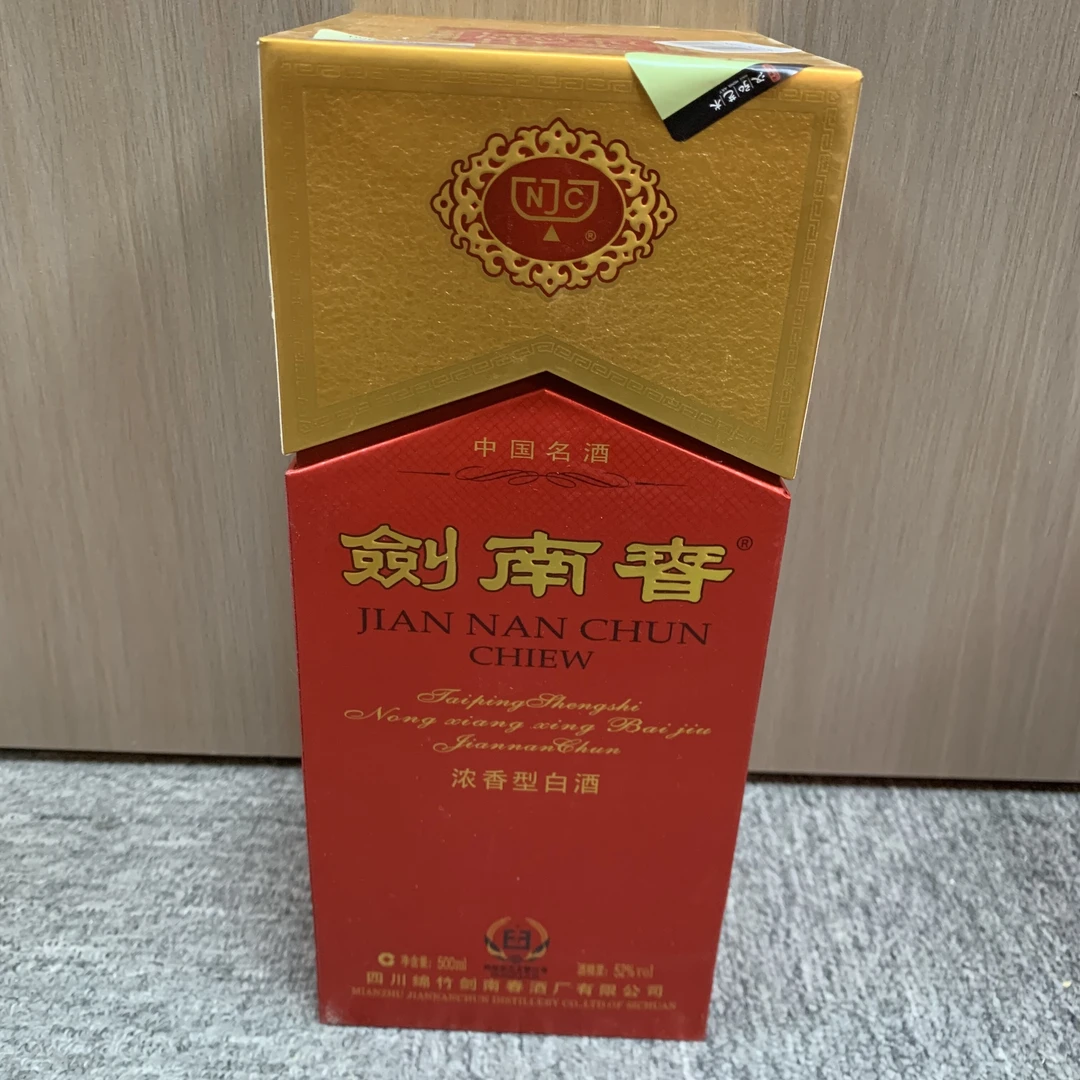 NJC
®
中国名酒
劍南春®
JIAN NAN CHUN
CHIEW
TaipingShengshi
Nong xiang xing Bai jiu
JiannanChun
浓香型白酒
净含量：500ml
酒精度：52%vol
四川绵竹剑南春酒厂有限公司
MIANZHU JIANNANCHUN DISTILLERY CO.,LTD OF SICHUAN